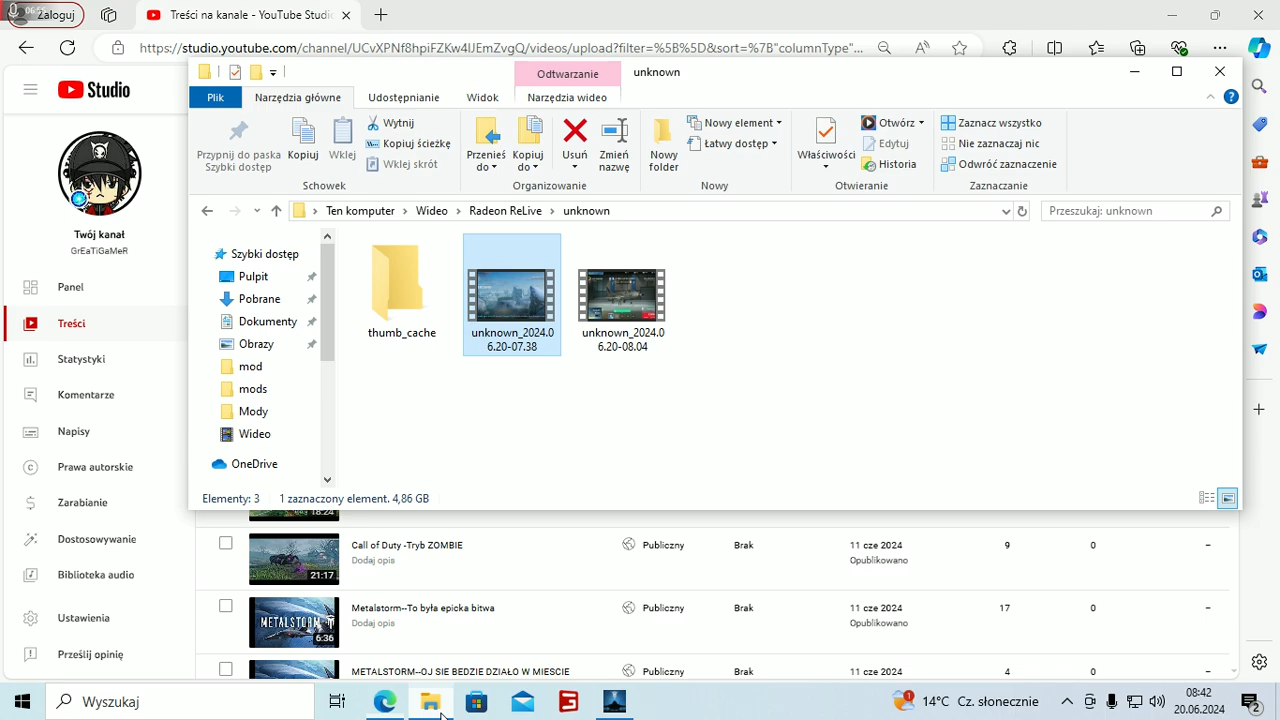 Zaloguj
Treści na kanale - YouTube Studio
https://studio.youtube.com/channel/UCvXPNf8hpiFZKw4lJEmZvgQ/videos/upload?filter=%5B%5D&sort=%7B"columnType"...
Studio
Twój kanał
GrEaTiGaMeR
Panel
Treści
Statystyki
Komentarze
Napisy
Prawa autorskie
Zarabianie
Dostosowywanie
Biblioteka audio
Ustawienia
Prześlij opinię
Odtwarzanie
unknown
Plik
Narzędzia główne
Udostępnianie
Widok
Narzędzia wideo
Przypnij do paska
Szybki dostęp
Kopiuj
Wklej
Wytnij
Kopiuj ścieżkę
Wklej skrót
Schowek
Przenieś
do
Kopiuj
do
Usuń
Zmień
nazwę
Organizowanie
Nowy
folder
Nowy element
Łatwy dostęp
Nowy
Właściwości
Otwórz
Edytuj
Historia
Otwieranie
Zaznacz wszystko
Nie zaznaczaj nic
Odwróć zaznaczenie
Zaznaczanie
Ten komputer
Wideo
Radeon ReLive
unknown
Przeszukaj: unknown
Szybki dostęp
Pulpit
Pobrane
Dokumenty
Obrazy
mod
mods
Mody
Wideo
OneDrive
thumb_cache
unknown_2024.0
6.20-07.38
unknown_2024.0
6.20-08.04
Elementy: 3
1 zaznaczony element. 4,86 GB
18:24
21:17
Call of Duty -Tryb ZOMBIE
Dodaj opis
Publiczny
Brak
11 cze 2024
Opublikowano
9
0
–
METALSTORM
6:36
Metalstorm--To była epicka bitwa
Dodaj opis
Publiczny
Brak
11 cze 2024
Opublikowano
17
0
–
METALSTORM--OJ SIE BEDZIE DZIAŁO W MIESCIE
Publiczny
Brak
11 cze 2024
4
0
–
Wyszukaj
14°C Cz. słonecznie
08:42
20.06.2024
2